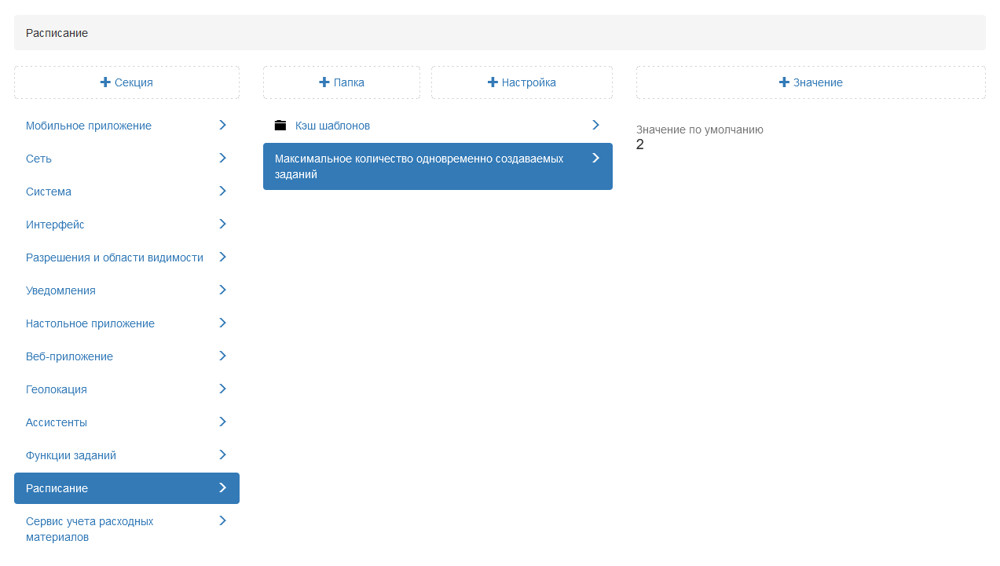 Расписание
Секция
Папка
Настройка
Значение
Мобильное приложение
Сеть
Система
Интерфейс
Разрешения и области видимости
Уведомления
Настольное приложение
Веб-приложение
Геолокация
Ассистенты
Функции заданий
Расписание
Сервис учета расходных
материалов
Кэш шаблонов
Максимальное количество одновременно создаваемых
заданий
Значение по умолчанию
2